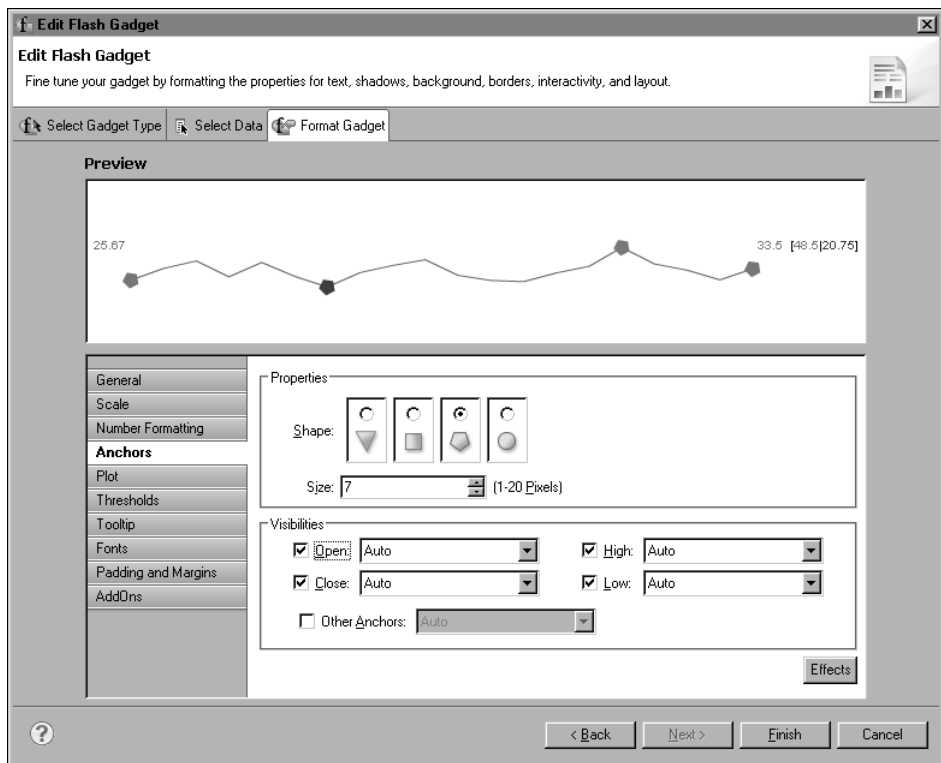 Edit Flash Gadget
Edit Flash Gadget
Fine tune your gadget by formatting the properties for text, shadows, background, borders, interactivity, and layout.
Select Gadget Type Select Data Format Gadget
Preview
25.67 33.5 [48.5|20.75]
General
Scale
Number Formatting
Anchors
Plot
Thresholds
Tooltip
Fonts
Padding and Margins
AddOns
Properties
Shape:
Size: 7 (1-20 Pixels)
Visibilities
Open: Auto High: Auto
Close: Auto Low: Auto
Other Anchors: Auto
Effects
? < Back Next > Finish Cancel